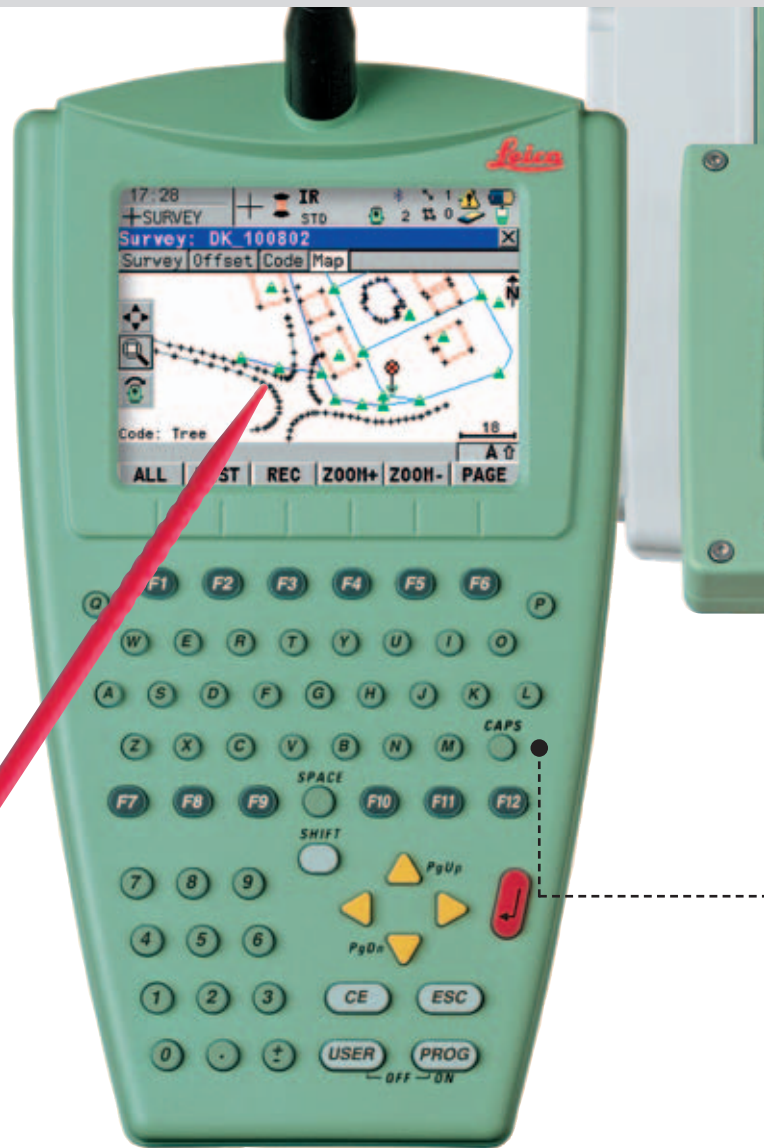 Leica
17:28 IR 1
+SURVEY STD 2 0
Survey: DK_100802 X
Survey Offset Code Map
N
Code: Tree 18
A
ALL ST REC ZOOM+ ZOOM- PAGE
F1 F2 F3 F4 F5 F6
Q P
W E R T Y U I O
A S D F G H J K L
CAPS
Z X C V B N M
SPACE
F7 F8 F9 F10 F11 F12
SHIFT
PgUp
7 8 9
4 5 6
PgDn
1 2 3 CE ESC
0 . ± USER PROG
OFF ON